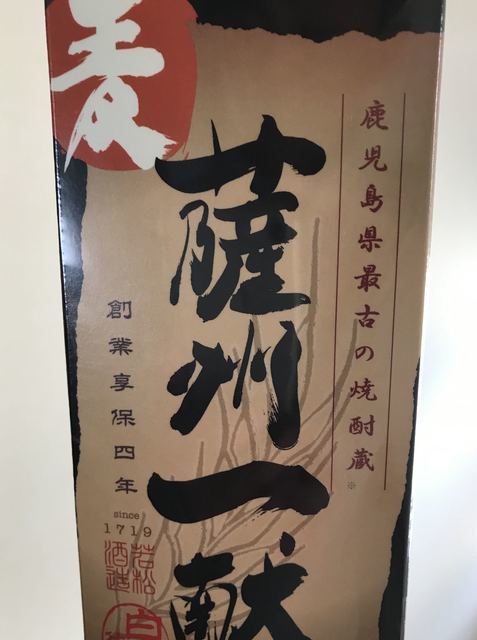 麦
鹿児島県最古の焼酎蔵
※
薩州一献
創業享保四年
since
1719
若松
酒造